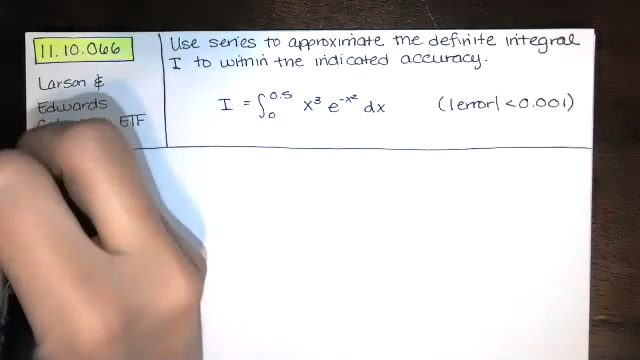 11.10.066
Larson &
Edwards
ETF
Use series to approximate the definite integral
I to within the indicated accuracy.
I = ∫₀^0.5 x³ e^-x² dx (|error| < 0.001)